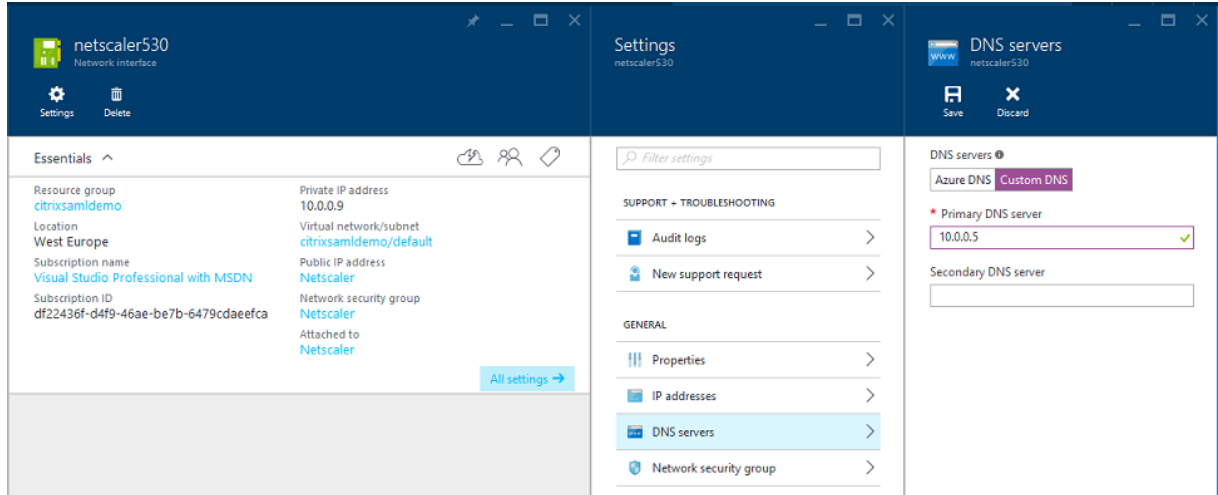 netscaler530
Network interface
Settings
Delete
Essentials
Resource group
citrixsamldemo
Location
West Europe
Subscription name
Visual Studio Professional with MSDN
Subscription ID
df22436f-d4f9-46ae-be7b-6479cdaeefca
Private IP address
10.0.0.9
Virtual network/subnet
citrixsamldemo/default
Public IP address
Netscaler
Network security group
Netscaler
Attached to
Netscaler
All settings →
Settings
netscaler530
Filter settings
SUPPORT + TROUBLESHOOTING
Audit logs
New support request
GENERAL
Properties
IP addresses
DNS servers
Network security group
www
DNS servers
netscaler530
Save
Discard
DNS servers
Azure DNS Custom DNS
* Primary DNS server
10.0.0.5
Secondary DNS server